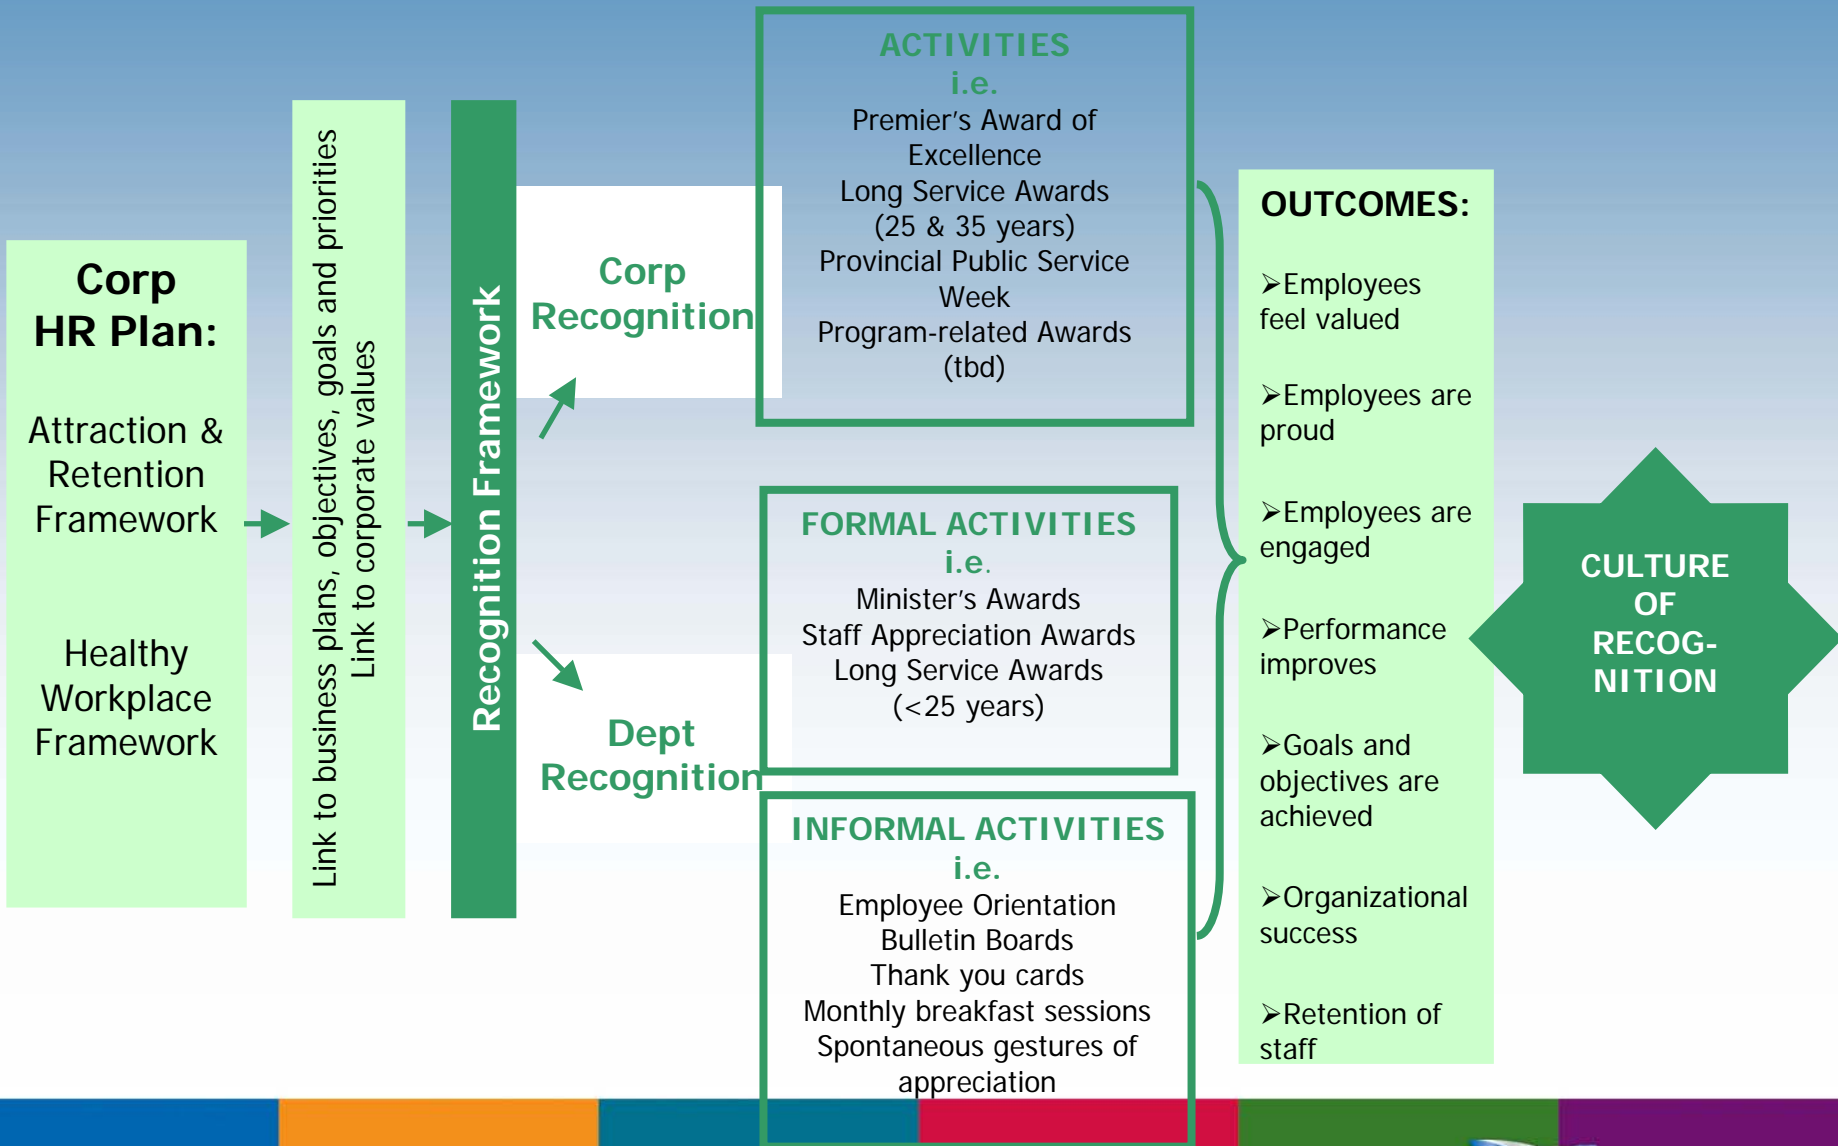 Corp
HR Plan:
Attraction &
Retention
Framework
Healthy
Workplace
Framework
Link to business plans, objectives, goals and priorities
Link to corporate values
Recognition Framework
Corp
Recognition
Dept
Recognition
ACTIVITIES
i.e.
Premier's Award of
Excellence
Long Service Awards
(25 & 35 years)
Provincial Public Service
Week
Program-related Awards
(tbd)
FORMAL ACTIVITIES
i.e.
Minister's Awards
Staff Appreciation Awards
Long Service Awards
(<25 years)
INFORMAL ACTIVITIES
i.e.
Employee Orientation
Bulletin Boards
Thank you cards
Monthly breakfast sessions
Spontaneous gestures of
appreciation
OUTCOMES:
➢Employees
feel valued
➢Employees are
proud
➢Employees are
engaged
➢Performance
improves
➢Goals and
objectives are
achieved
➢Organizational
success
➢Retention of
staff
CULTURE
OF
RECOG-
NITION